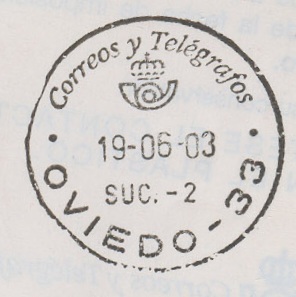 Correos y Telégrafos
19-06-03
SUC. -2
OVIEDO-33